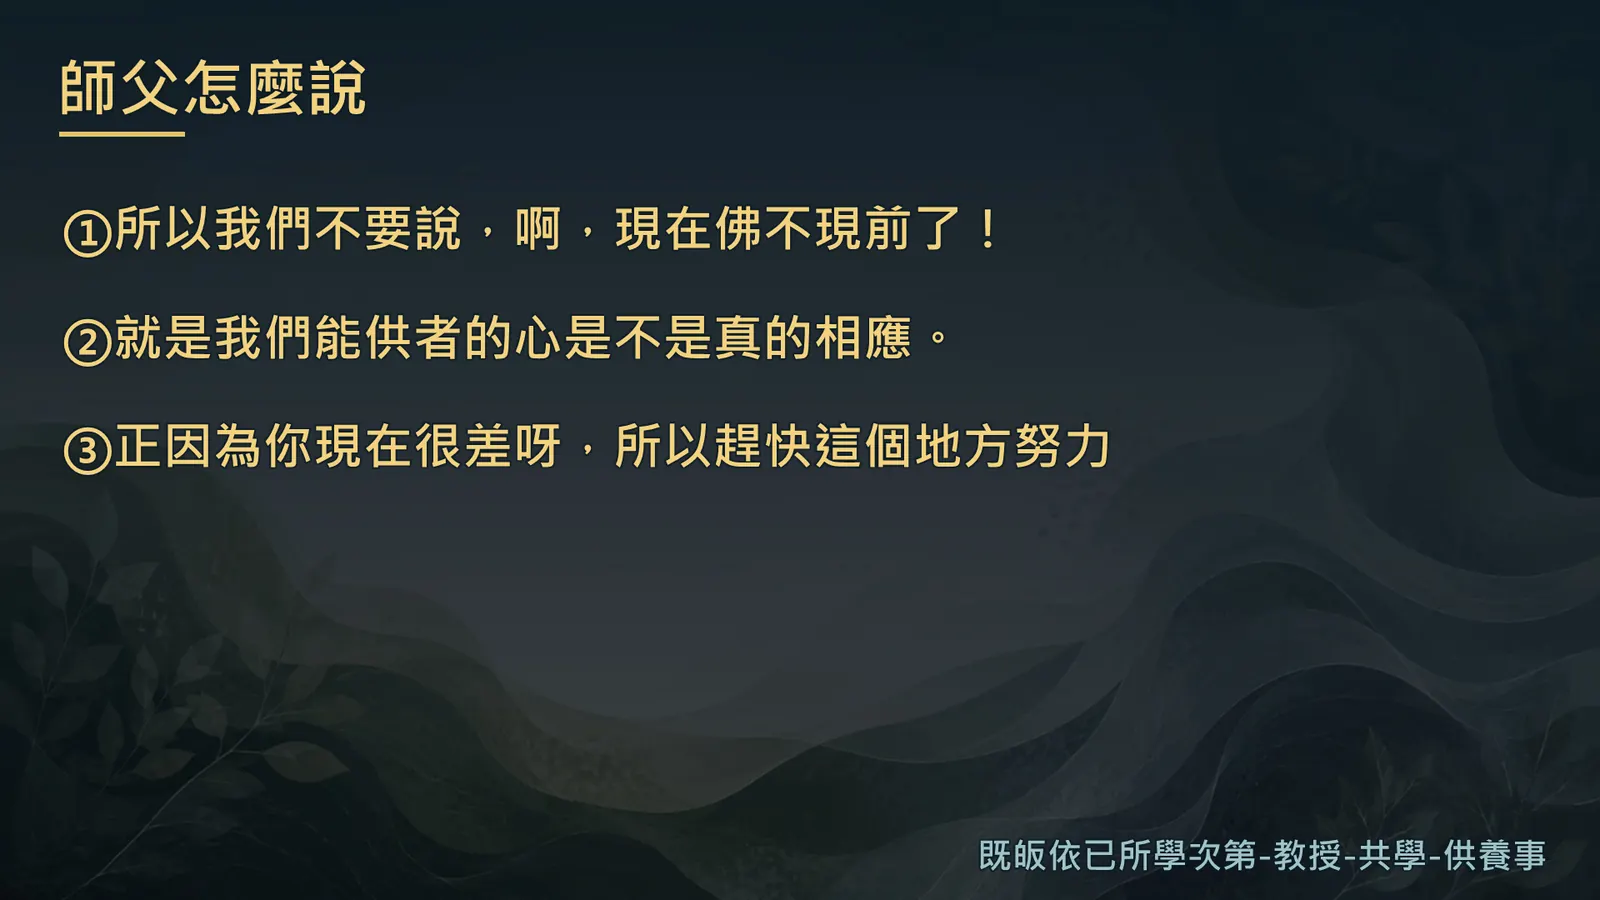 師父怎麼說
①所以我們不要說，啊，現在佛不現前了！
②就是我們能供者的心是不是真的相應。
③正因為你現在很差呀，所以趕快這個地方努力
既皈依已所學次第-教授-共學-供養事